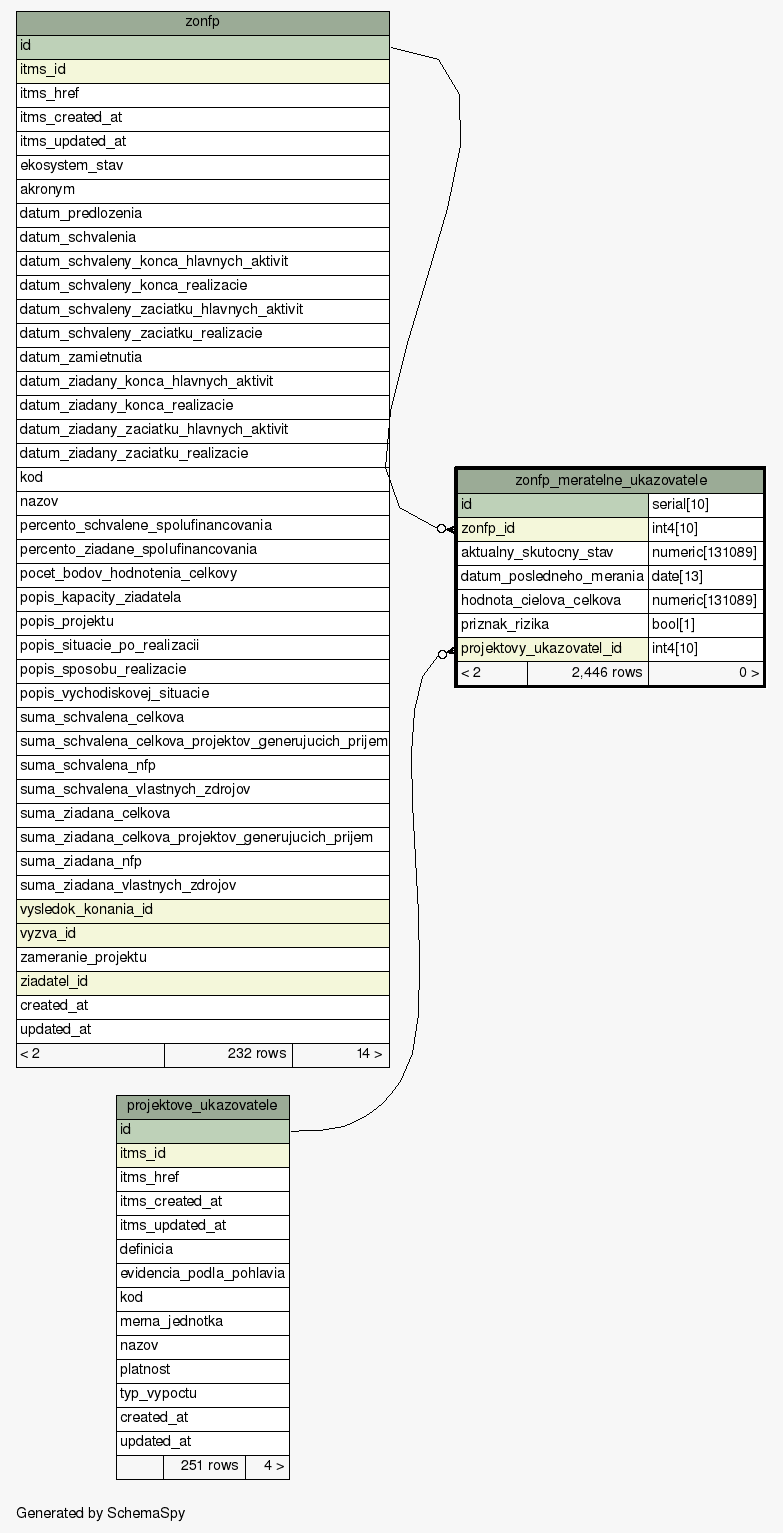 zonfp
id
itms_id
itms_href
itms_created_at
itms_updated_at
ekosystem_stav
akronym
datum_predlozenia
datum_schvalenia
datum_schvaleny_konca_hlavnych_aktivit
datum_schvaleny_konca_realizacie
datum_schvaleny_zaciatku_hlavnych_aktivit
datum_schvaleny_zaciatku_realizacie
datum_zamietnutia
datum_ziadany_konca_hlavnych_aktivit
datum_ziadany_konca_realizacie
datum_ziadany_zaciatku_hlavnych_aktivit
datum_ziadany_zaciatku_realizacie
kod
nazov
percento_schvalene_spolufinancovania
percento_ziadane_spolufinancovania
pocet_bodov_hodnotenia_celkovy
popis_kapacity_ziadatela
popis_projektu
popis_situacie_po_realizacii
popis_sposobu_realizacie
popis_vychodiskovej_situacie
suma_schvalena_celkova
suma_schvalena_celkova_projektov_generujucich_prijem
suma_schvalena_nfp
suma_schvalena_vlastnych_zdrojov
suma_ziadana_celkova
suma_ziadana_celkova_projektov_generujucich_prijem
suma_ziadana_nfp
suma_ziadana_vlastnych_zdrojov
vysledok_konania_id
vyzva_id
zameranie_projektu
ziadatel_id
created_at
updated_at
< 2 232 rows 14 >
zonfp_meratelne_ukazovatele
id serial[10]
zonfp_id int4[10]
aktualny_skutocny_stav numeric[131089]
datum_posledneho_merania date[13]
hodnota_cielova_celkova numeric[131089]
priznak_rizika bool[1]
projektovy_ukazovatel_id int4[10]
< 2 2,446 rows 0 >
projektove_ukazovatele
id
itms_id
itms_href
itms_created_at
itms_updated_at
definicia
evidencia_podla_pohlavia
kod
merna_jednotka
nazov
platnost
typ_vypoctu
created_at
updated_at
251 rows 4 >
Generated by SchemaSpy